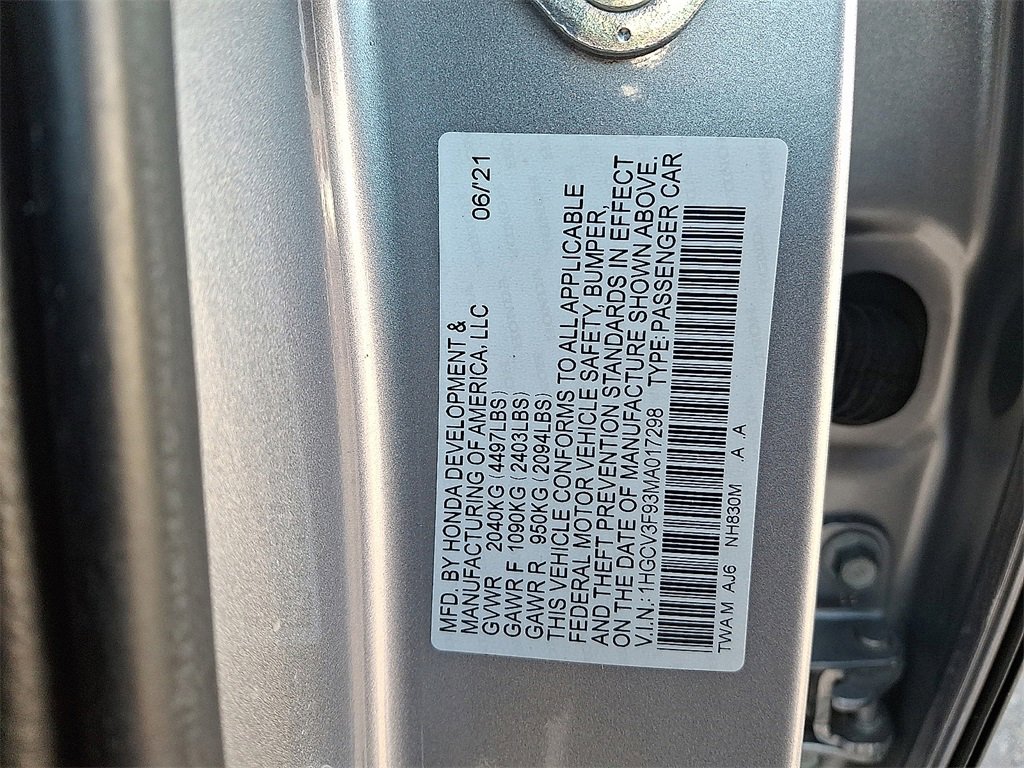 MFD. BY HONDA DEVELOPMENT &
MANUFACTURING OF AMERICA, LLC 06/'21
GVWR 2040KG (4497LBS)
GAWR F 1090KG (2403LBS)
GAWR R 950KG (2094LBS)
THIS VEHICLE CONFORMS TO ALL APPLICABLE
FEDERAL MOTOR VEHICLE SAFETY, BUMPER,
AND THEFT PREVENTION STANDARDS IN EFFECT
ON THE DATE OF MANUFACTURE SHOWN ABOVE.
V.I.N.: 1HGCV3F93MA017298 TYPE: PASSENGER CAR
TWAM AJ6 NH830M .A .A